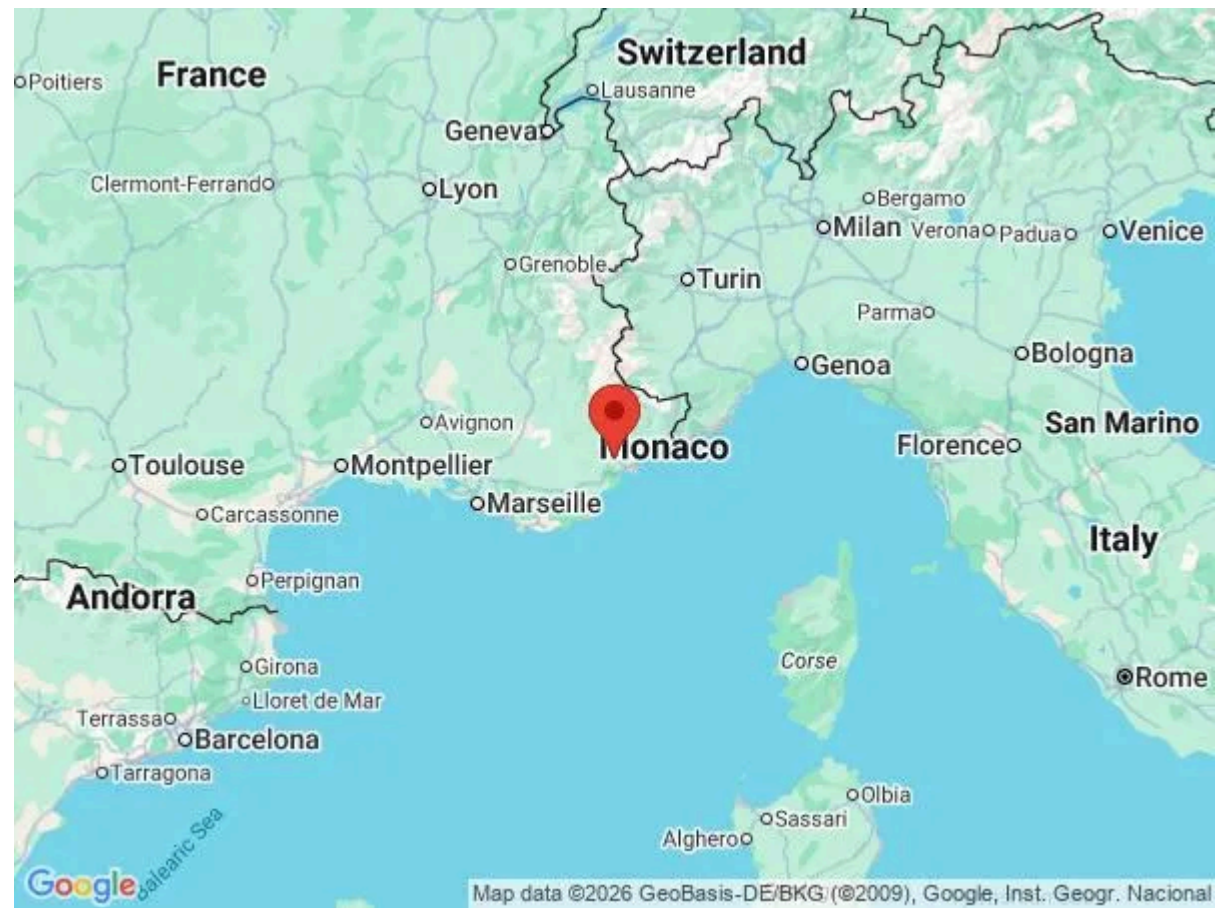 Switzerland
France
Poitiers
Lausanne
Geneva
Clermont-Ferrand
Lyon
Bergamo
Milan
Verona
Padua
Venice
Grenoble
Turin
Parma
Genoa
Bologna
Avignon
San Marino
Monaco
Florence
Toulouse
Montpellier
Marseille
Carcassonne
Italy
Perpignan
Andorra
Corse
Girona
Rome
Lloret de Mar
Terrassa
Barcelona
Tarragona
Olbia
Sassari
Alghero
Balearic Sea
Google
Map data ©2026 GeoBasis-DE/BKG (©2009), Google, Inst. Geogr. Nacional